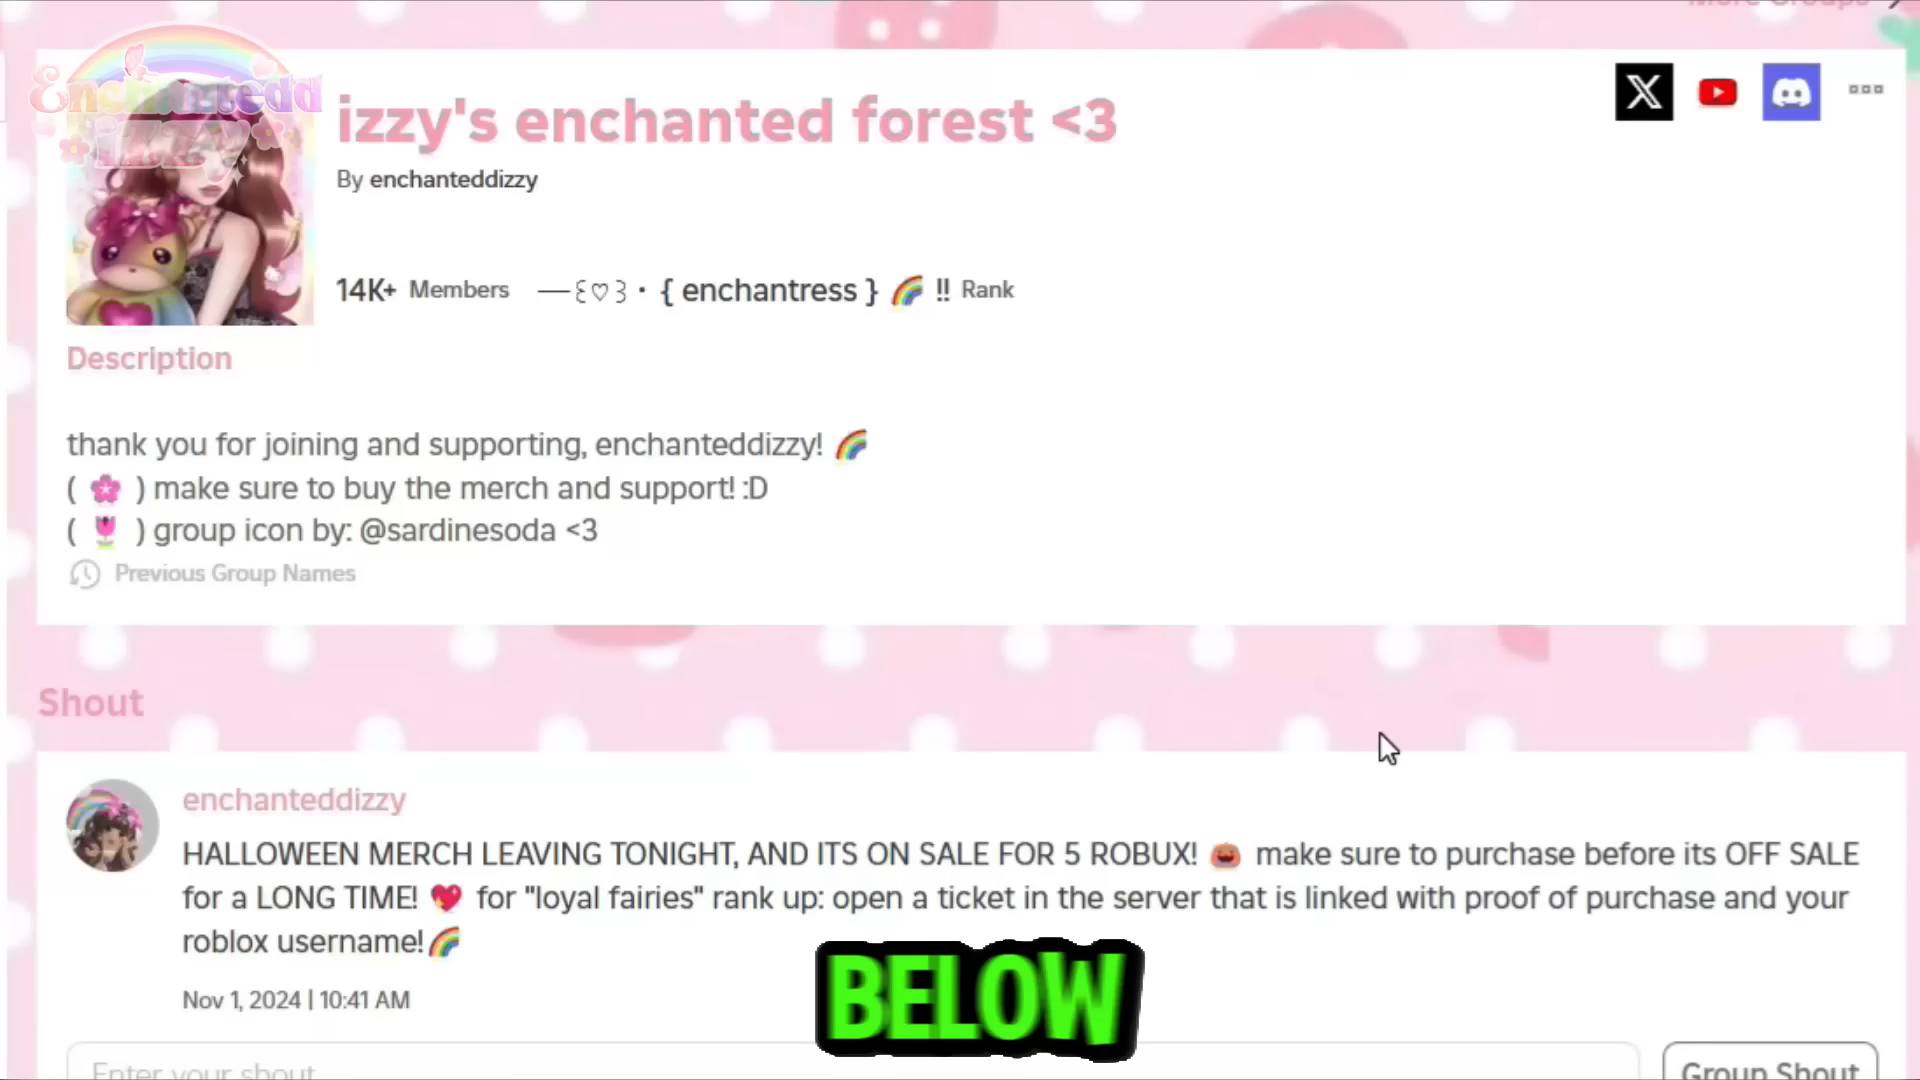 More Groups
Enchantedd
izzy
izzy's enchanted forest <3
By enchanteddizzy
14K+ Members —꒰♡꒱・{ enchantress } 🌈 !! Rank
Description
thank you for joining and supporting, enchanteddizzy! 🌈
( 🌸 ) make sure to buy the merch and support! :D
( 🌷 ) group icon by: @sardinesoda <3
Previous Group Names
Shout
enchanteddizzy
HALLOWEEN MERCH LEAVING TONIGHT, AND ITS ON SALE FOR 5 ROBUX! 🎃 make sure to purchase before its OFF SALE
for a LONG TIME! 💖 for "loyal fairies" rank up: open a ticket in the server that is linked with proof of purchase and your
roblox username!🌈
Nov 1, 2024 | 10:41 AM
BELOW
Enter your shout
Group Shout